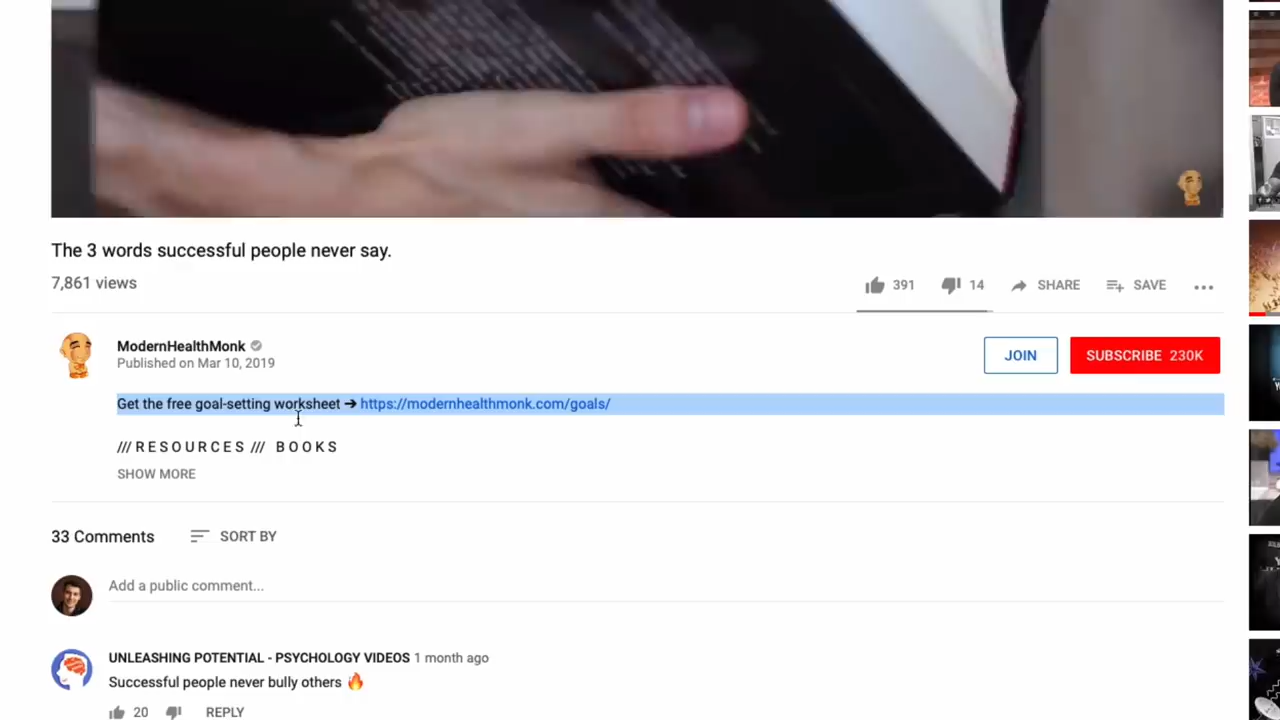 The 3 words successful people never say.
7,861 views
391
14
SHARE
SAVE
ModernHealthMonk
Published on Mar 10, 2019
JOIN
SUBSCRIBE 230K
Get the free goal-setting worksheet ➔ https://modernhealthmonk.com/goals/
/// R E S O U R C E S /// B O O K S
SHOW MORE
33 Comments
SORT BY
Add a public comment...
UNLEASHING POTENTIAL - PSYCHOLOGY VIDEOS 1 month ago
Successful people never bully others 🔥
20
REPLY